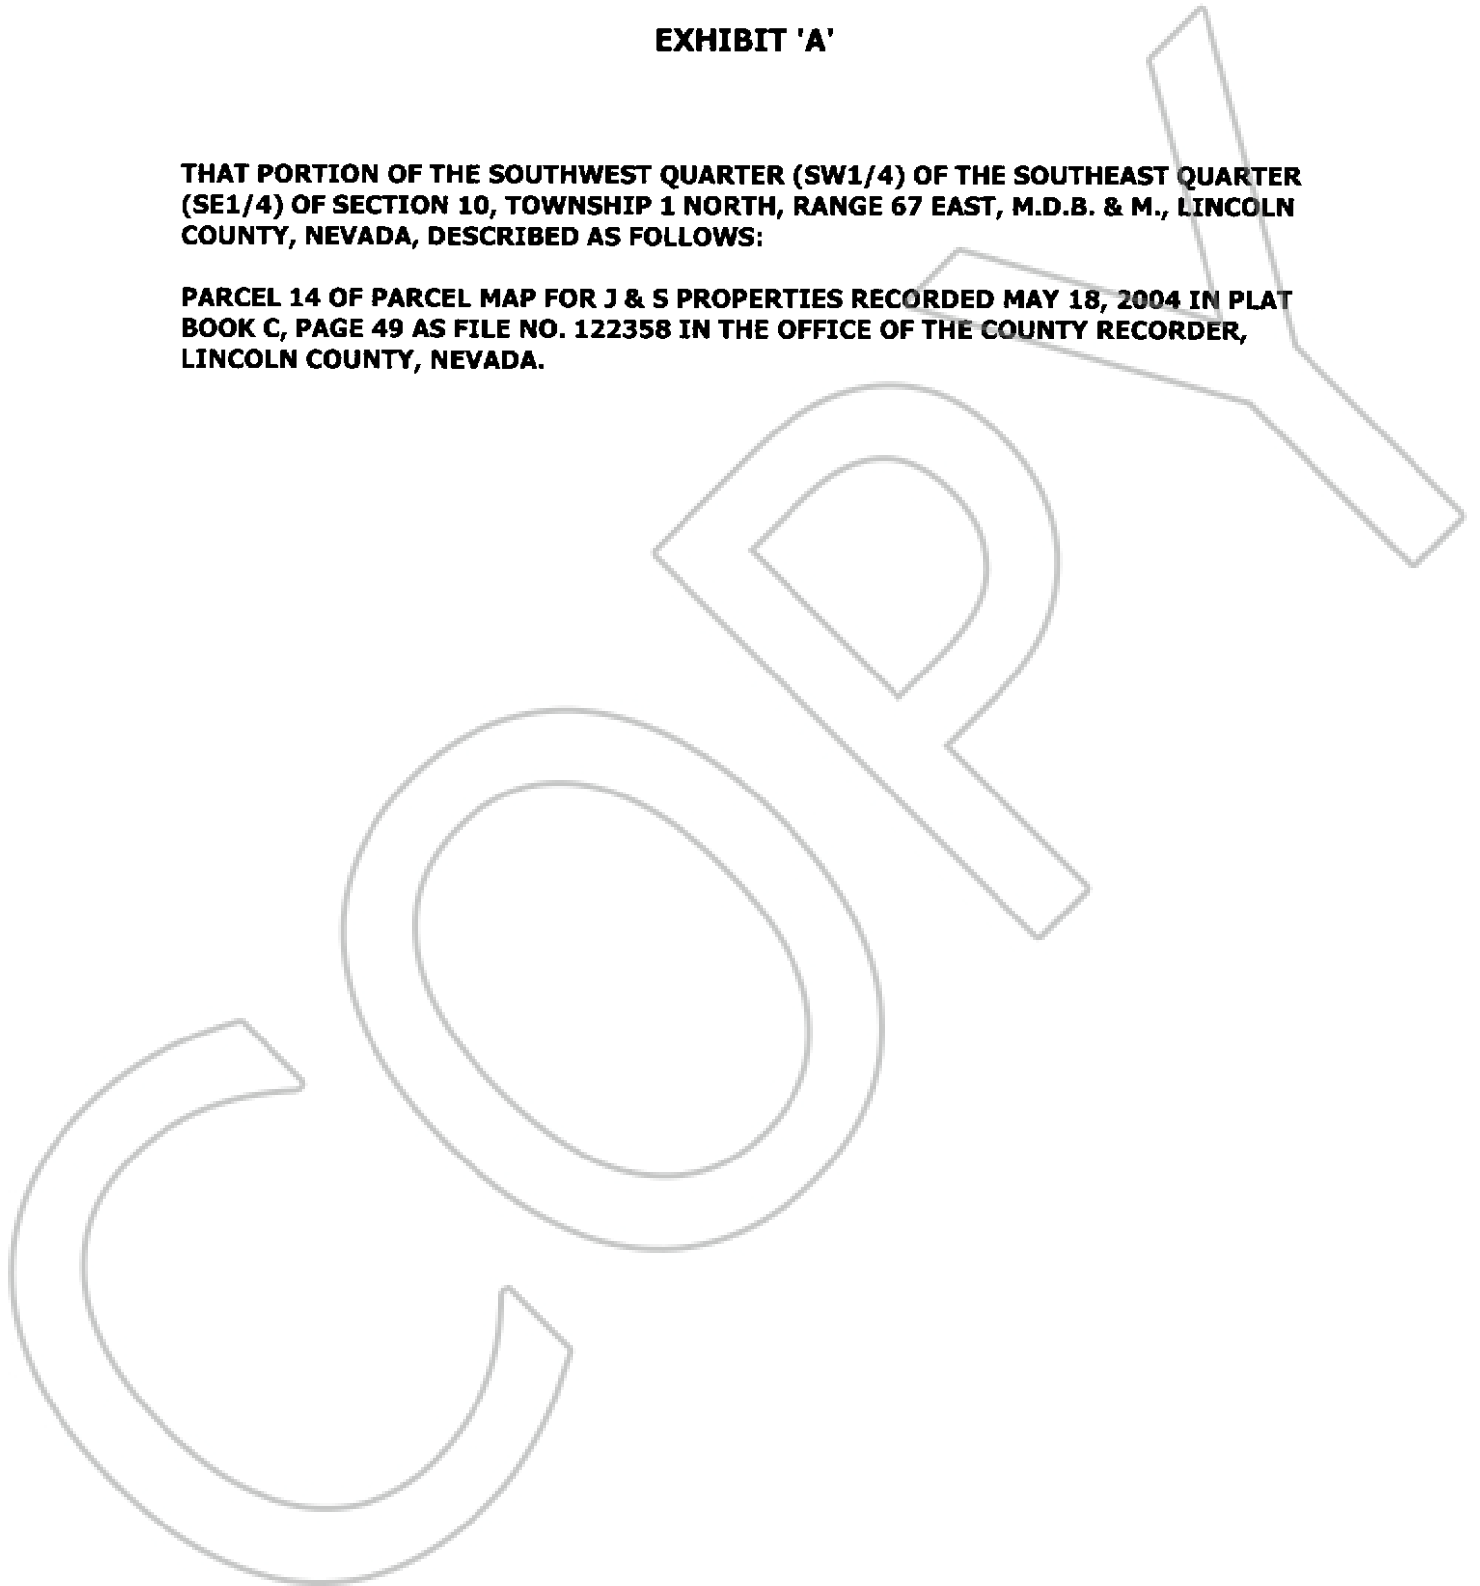 EXHIBIT 'A'
THAT PORTION OF THE SOUTHWEST QUARTER (SW1/4) OF THE SOUTHEAST QUARTER
(SE1/4) OF SECTION 10, TOWNSHIP 1 NORTH, RANGE 67 EAST, M.D.B. & M., LINCOLN
COUNTY, NEVADA, DESCRIBED AS FOLLOWS:
PARCEL 14 OF PARCEL MAP FOR J & S PROPERTIES RECORDED MAY 18, 2004 IN PLAT
BOOK C, PAGE 49 AS FILE NO. 122358 IN THE OFFICE OF THE COUNTY RECORDER,
LINCOLN COUNTY, NEVADA.
COPY